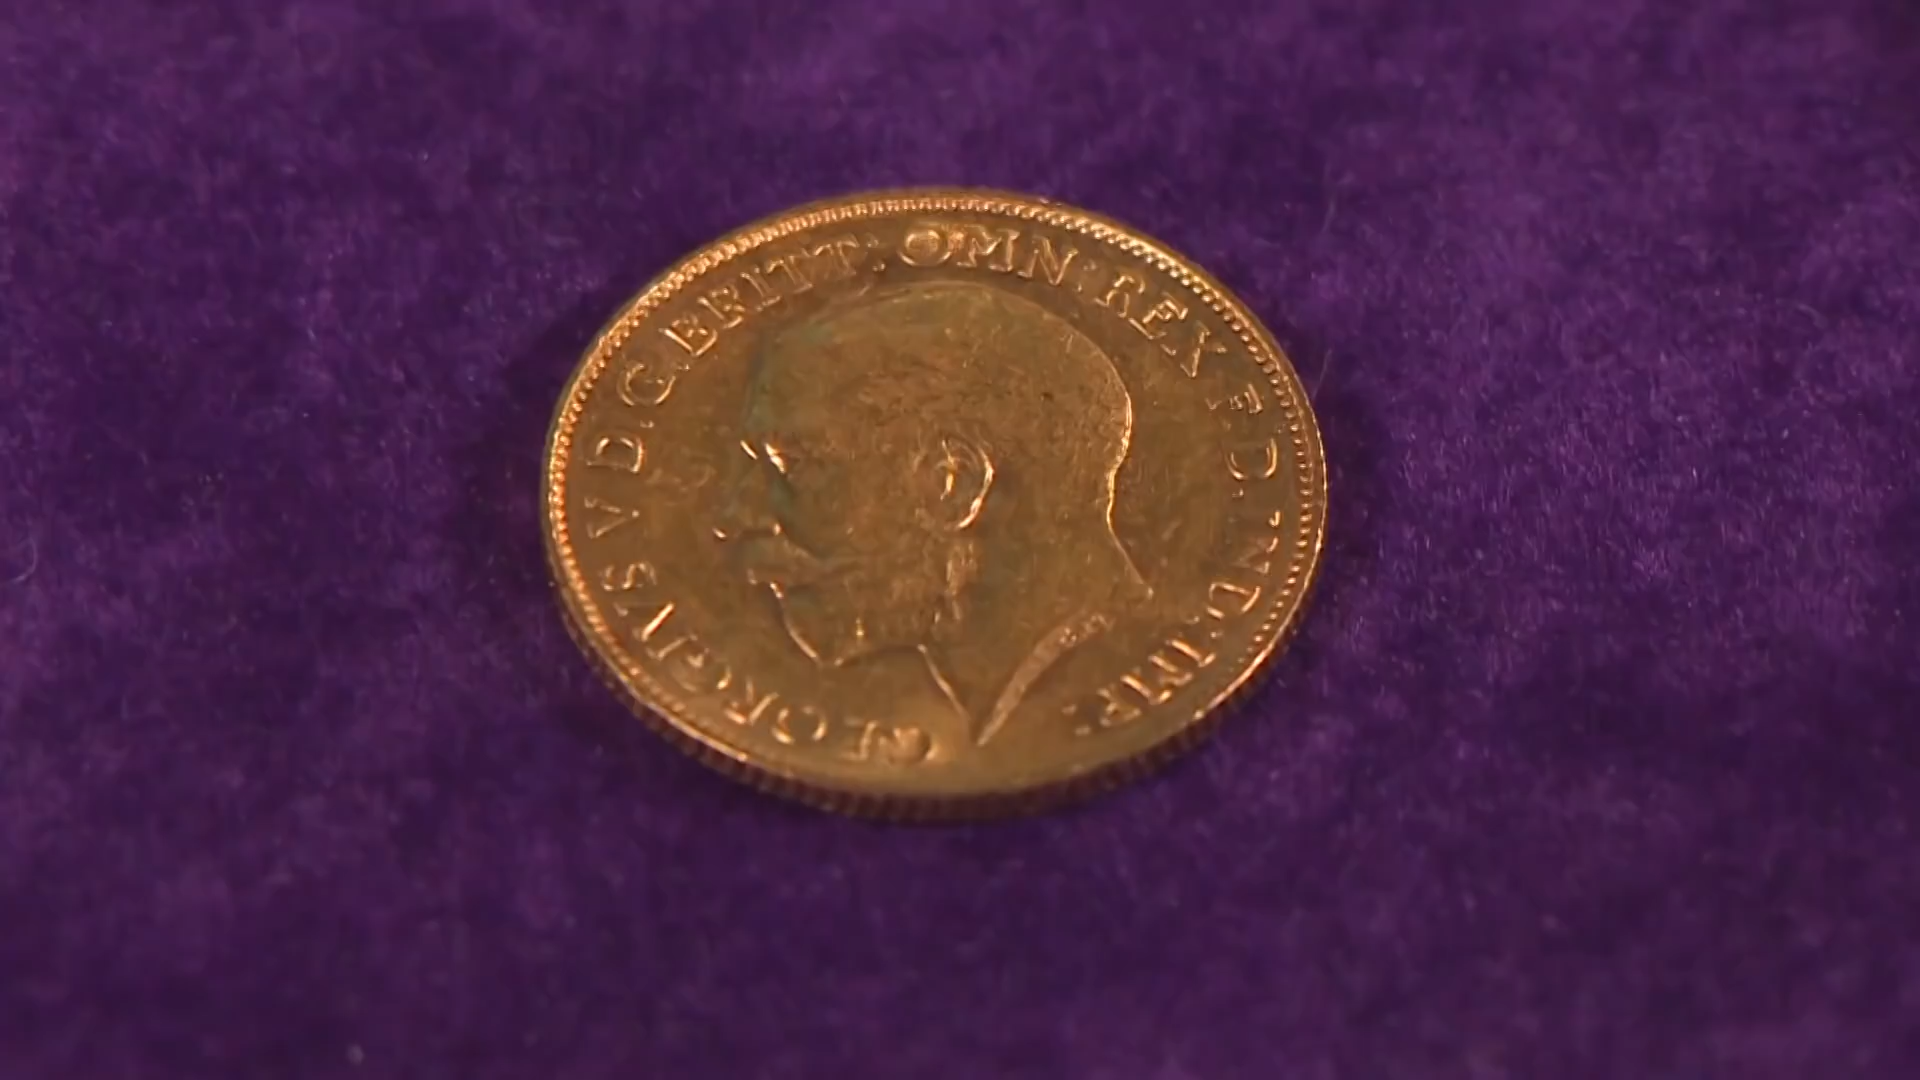 GEORGIVS V D.G.BRITT: OMN: REX F.D. IND: IMP: